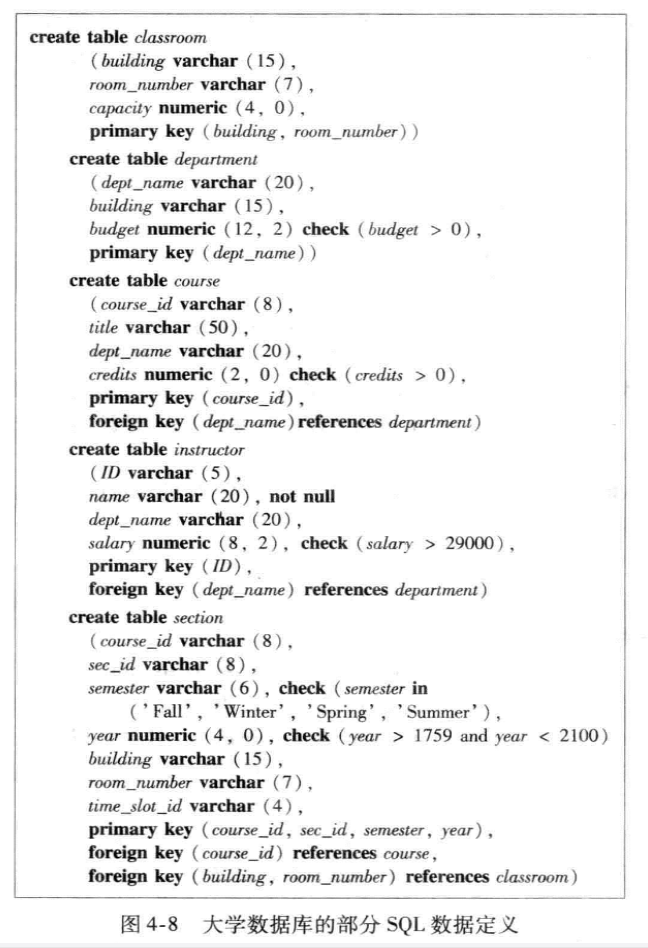 create table classroom
(building varchar (15),
room_number varchar (7),
capacity numeric (4, 0),
primary key (building, room_number))
create table department
(dept_name varchar (20),
building varchar (15),
budget numeric (12, 2) check (budget > 0),
primary key (dept_name))
create table course
(course_id varchar (8),
title varchar (50),
dept_name varchar (20),
credits numeric (2, 0) check (credits > 0),
primary key (course_id),
foreign key (dept_name)references department)
create table instructor
(ID varchar (5),
name varchar (20), not null
dept_name varchar (20),
salary numeric (8, 2), check (salary > 29000),
primary key (ID),
foreign key (dept_name) references department)
create table section
(course_id varchar (8),
sec_id varchar (8),
semester varchar (6), check (semester in
('Fall', 'Winter', 'Spring', 'Summer'),
year numeric (4, 0), check (year > 1759 and year < 2100)
building varchar (15),
room_number varchar (7),
time_slot_id varchar (4),
primary key (course_id, sec_id, semester, year),
foreign key (course_id) references course,
foreign key (building, room_number) references classroom)
图 4-8 大学数据库的部分 SQL 数据定义